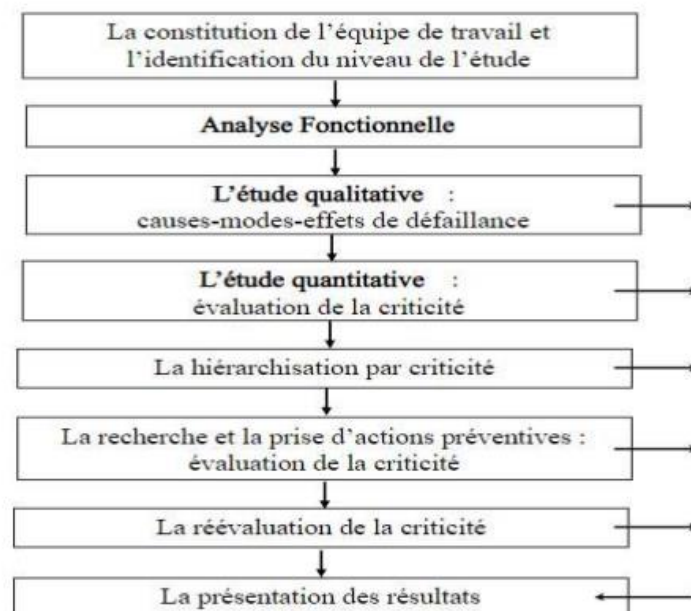 La constitution de l'équipe de travail et
l'identification du niveau de l'étude
Analyse Fonctionnelle
L'étude qualitative :
causes-modes-effets de défaillance
L'étude quantitative :
évaluation de la criticité
La hiérarchisation par criticité
La recherche et la prise d'actions préventives :
évaluation de la criticité
La réévaluation de la criticité
La présentation des résultats